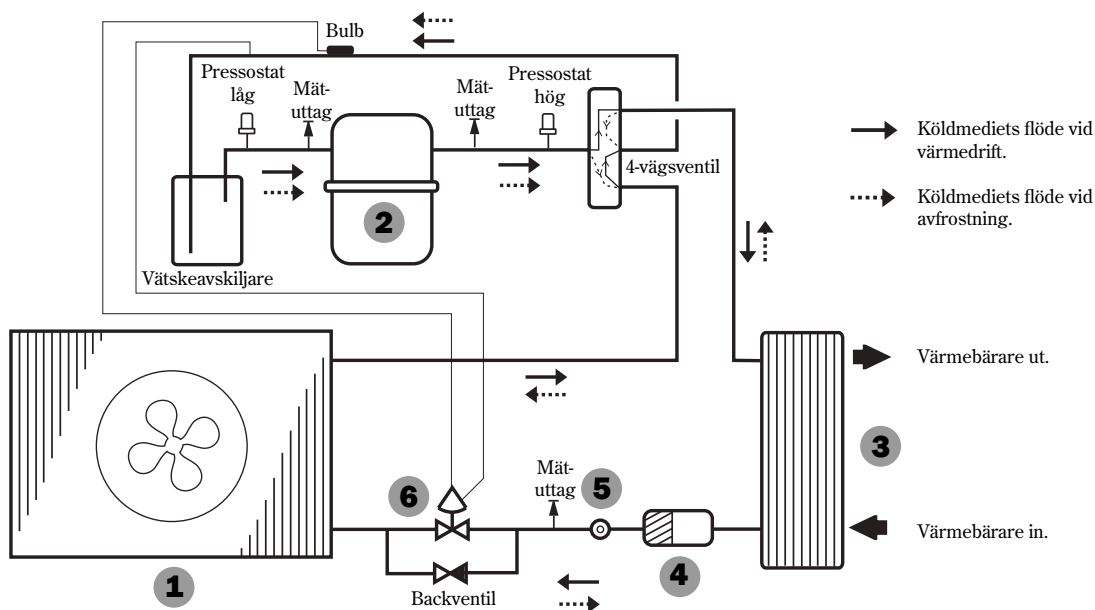 Bulb
Pressostat
låg
Mät-
uttag
Mät-
uttag
Pressostat
hög
4-vägsventil
Köldmediets flöde vid
värmedrift.
Köldmediets flöde vid
avfrostning.
2
Vätskeavskiljare
Värmebärare ut.
3
6
Mät-
uttag
5
Värmebärare in.
1
4
Backventil